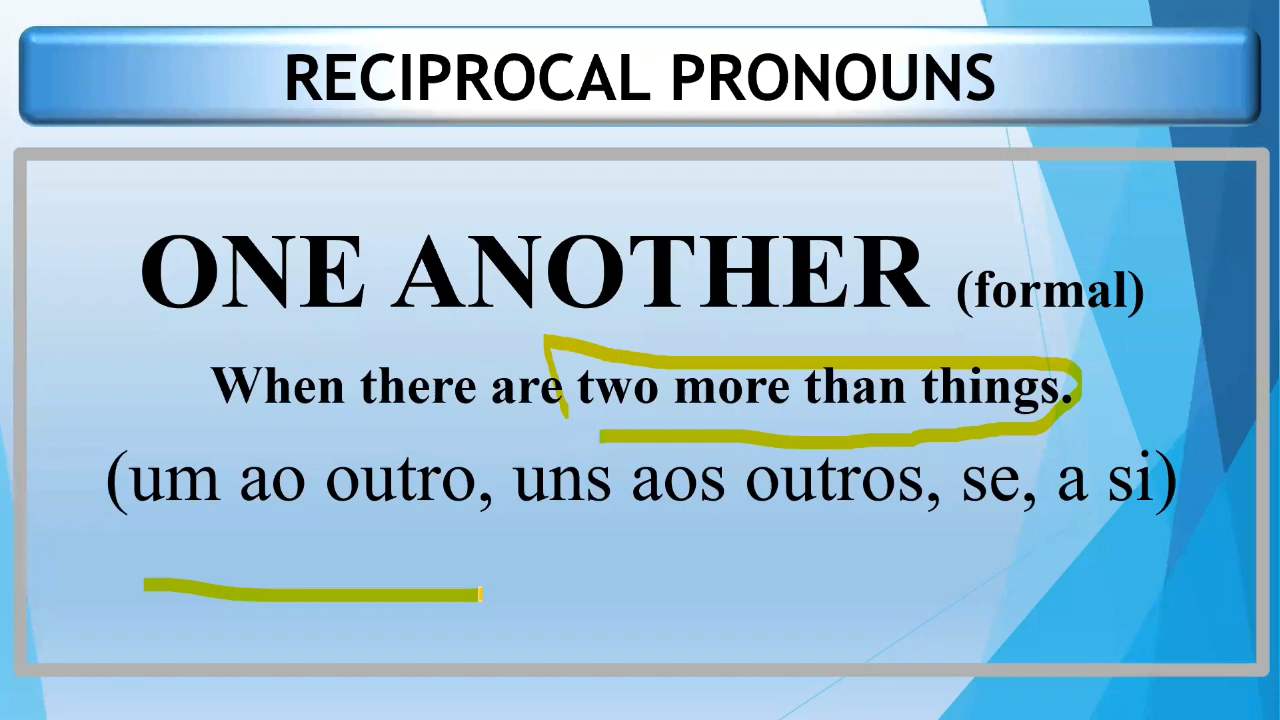 RECIPROCAL PRONOUNS
ONE ANOTHER (formal)
When there are two more than things.
(um ao outro, uns aos outros, se, a si)